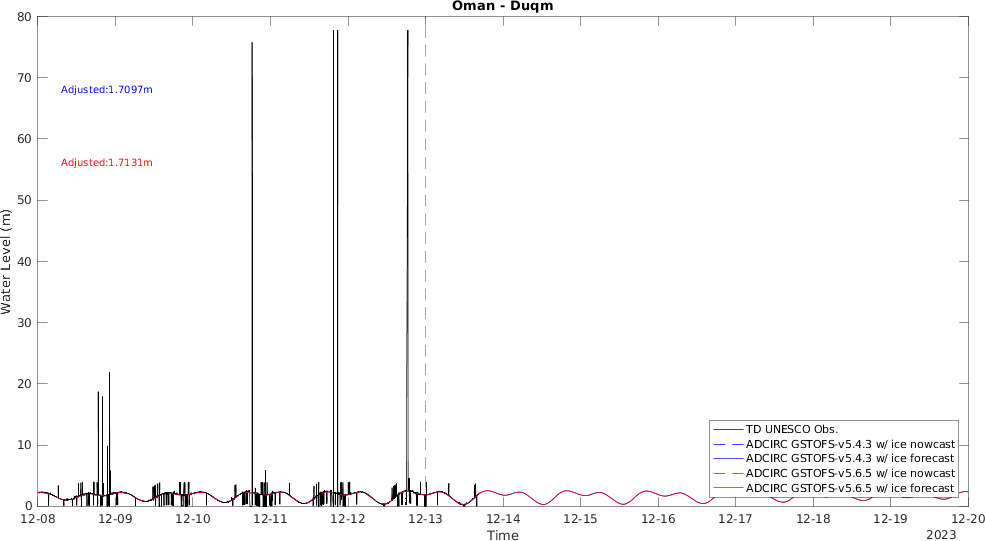 Oman - Duqm
80
70
60
50
40
30
20
10
0
Water Level (m)
Adjusted:1.7097m
Adjusted:1.7131m
TD UNESCO Obs.
ADCIRC GSTOFS-v5.4.3 w/ ice nowcast
ADCIRC GSTOFS-v5.4.3 w/ ice forecast
ADCIRC GSTOFS-v5.6.5 w/ ice nowcast
ADCIRC GSTOFS-v5.6.5 w/ ice forecast
12-08 12-09 12-10 12-11 12-12 12-13 12-14 12-15 12-16 12-17 12-18 12-19 12-20
Time
2023